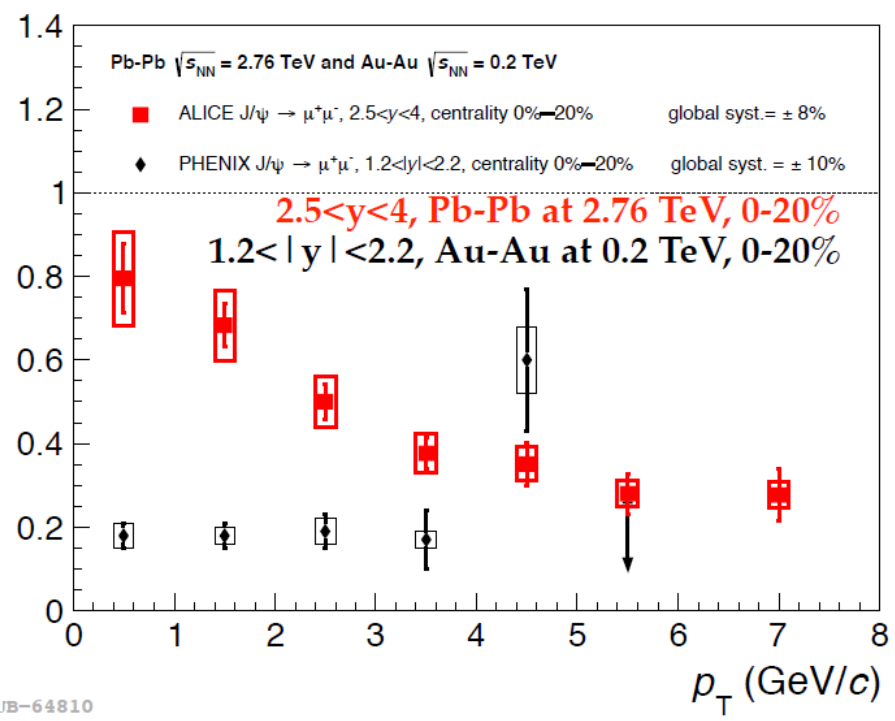 1.4
Pb-Pb √sNN = 2.76 TeV and Au-Au √sNN = 0.2 TeV
1.2
ALICE J/ψ → μ+μ-, 2.5<y<4, centrality 0%–20% global syst.= ± 8%
PHENIX J/ψ → μ+μ-, 1.2<|y|<2.2, centrality 0%–20% global syst. = ± 10%
1
2.5<y<4, Pb-Pb at 2.76 TeV, 0-20%
1.2< | y | <2.2, Au-Au at 0.2 TeV, 0-20%
0.8
0.6
0.4
0.2
0
0 1 2 3 4 5 6 7 8
pT (GeV/c)
UB-64810